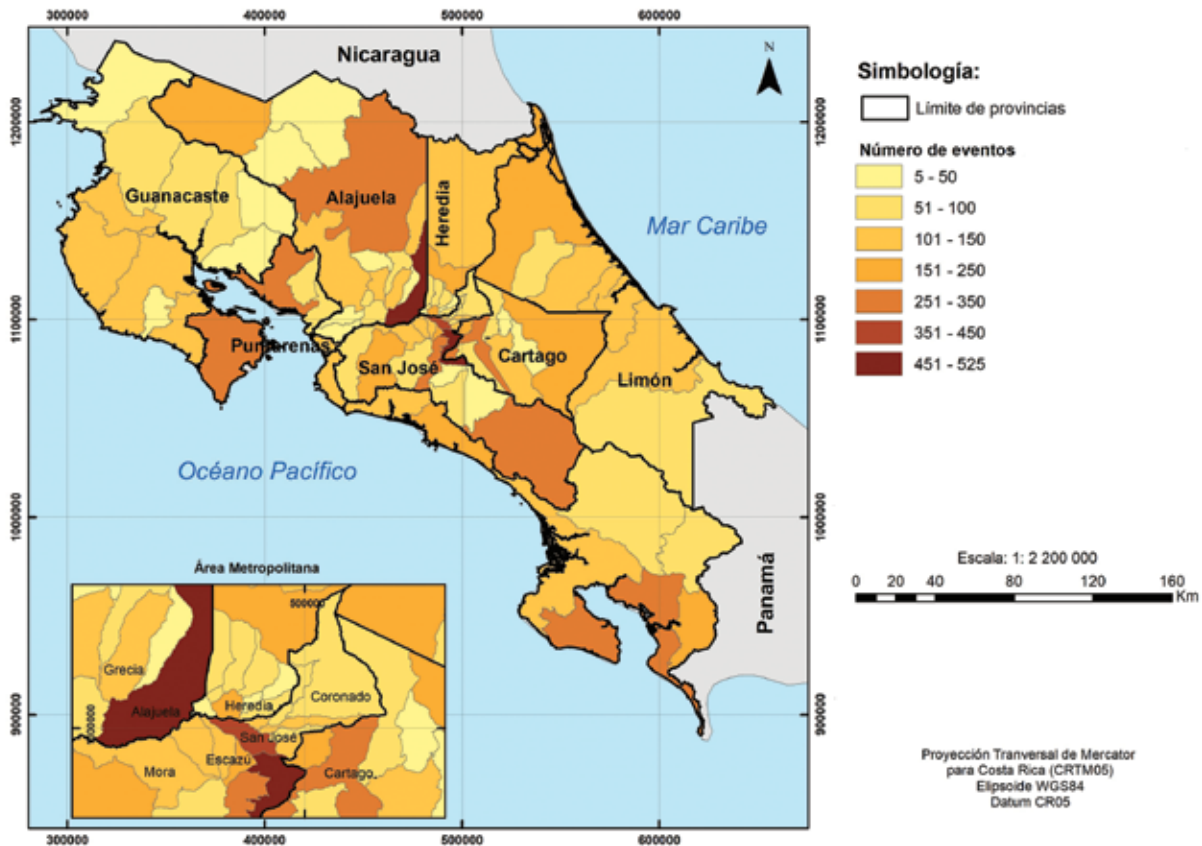 300000 400000 500000 600000
Nicaragua
N
1200000
1200000
Guanacaste
Alajuela
Heredia
Mar Caribe
1100000
1100000
Puntarenas
San José
Cartago
Limón
Océano Pacífico
1000000
1000000
Panamá
900000
900000
Área Metropolitana
500000
Grecia
Alajuela
Heredia
Coronado
San José
Mora
Escazú
Cartago
300000 400000 500000 600000
Simbología:
Límite de provincias
Número de eventos
5 - 50
51 - 100
101 - 150
151 - 250
251 - 350
351 - 450
451 - 525
Escala: 1: 2 200 000
0 20 40 80 120 160
Km
Proyección Tranversal de Mercator
para Costa Rica (CRTM05)
Elipsoide WGS84
Datum CR05